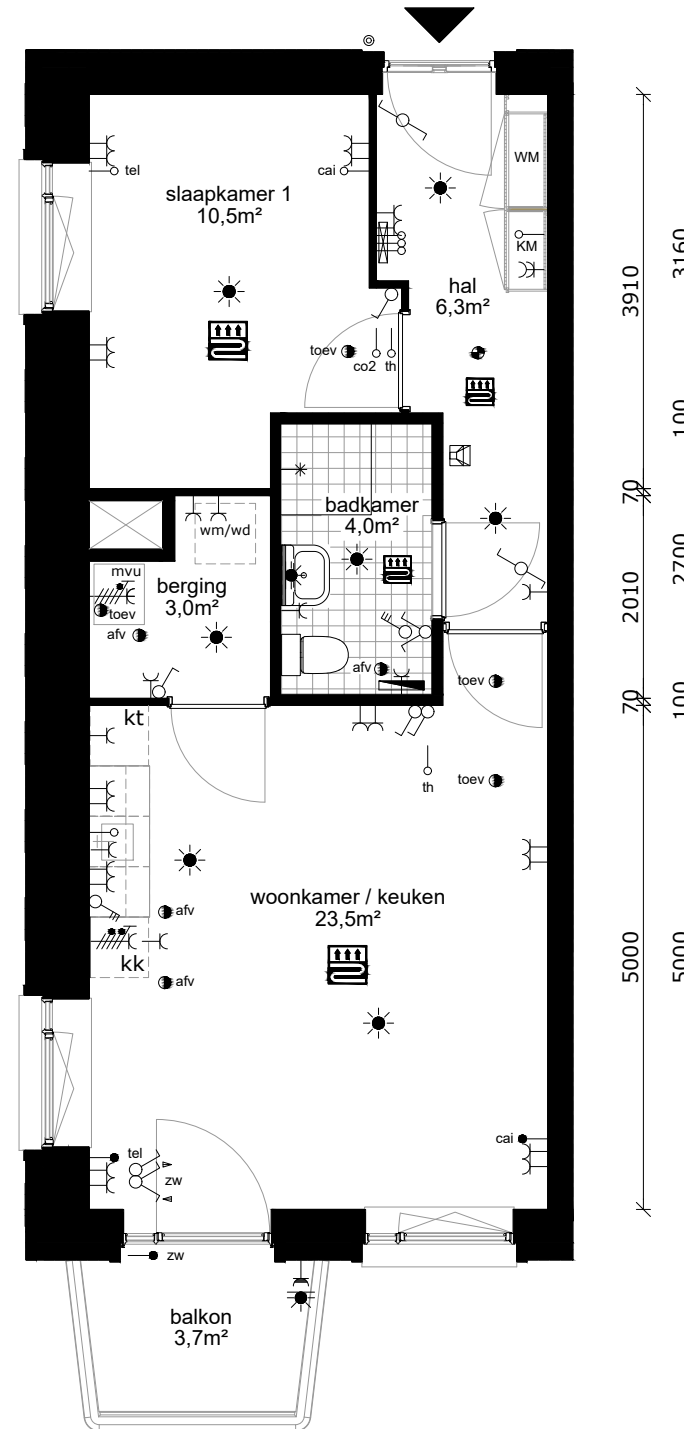 WM
tel
cai
slaapkamer 1
10,5m²
KM
hal
6,3m²
3910
3160
toev
co2
th
100
badkamer
4,0m²
70
wm/wd
mvu
berging
3,0m²
toev
afv
2010
2700
afv
toev
kt
70
100
th
toev
woonkamer / keuken
23,5m²
afv
kk
afv
5000
5000
cai
tel
zw
zw
balkon
3,7m²